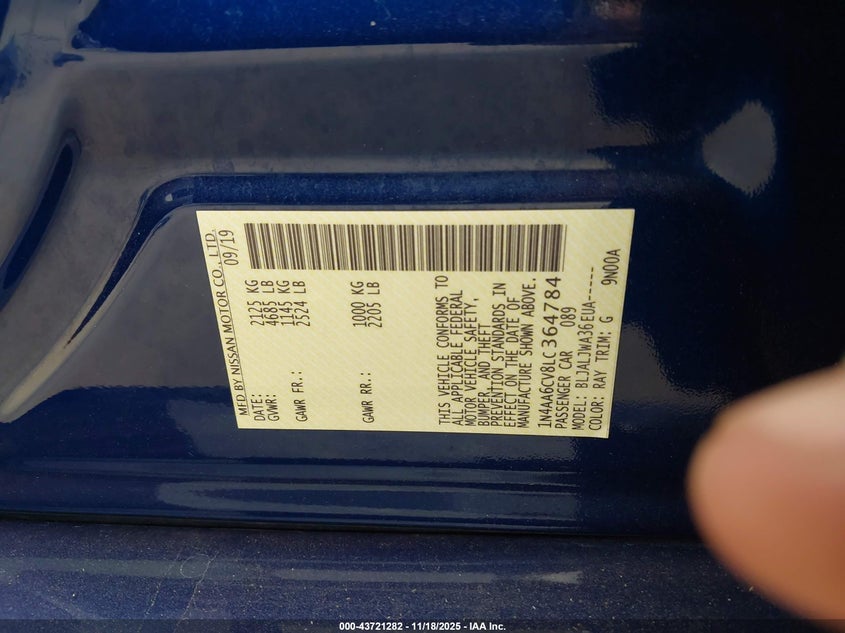 MFD BY NISSAN MOTOR CO., LTD.
DATE: 09/19
GVWR: 2125 KG
4685 LB
GAWR FR.: 1145 KG
2524 LB
GAWR RR.: 1000 KG
2205 LB
THIS VEHICLE CONFORMS TO
ALL APPLICABLE FEDERAL
MOTOR VEHICLE SAFETY,
BUMPER, AND THEFT
PREVENTION STANDARDS IN
EFFECT ON THE DATE OF
MANUFACTURE SHOWN ABOVE.
1N4AA6CV8LC364784
PASSENGER CAR 089
MODEL: BLJALJWA36EUA-----
COLOR: RAY TRIM: G 9N00A
000-43721282 - 11/18/2025 - IAA Inc.